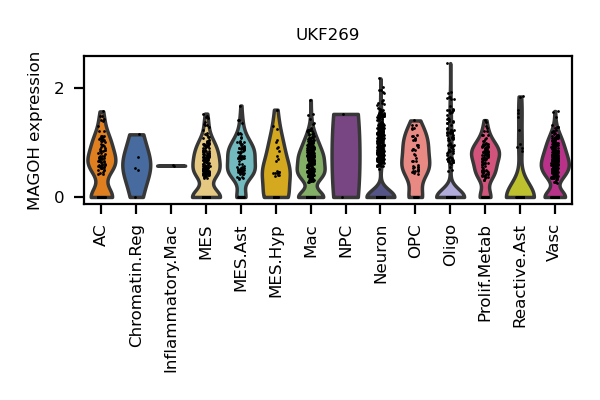 UKF269
MAGOH expression
2
0
AC
Chromatin.Reg
Inflammatory.Mac
MES
MES.Ast
MES.Hyp
Mac
NPC
Neuron
OPC
Oligo
Prolif.Metab
Reactive.Ast
Vasc